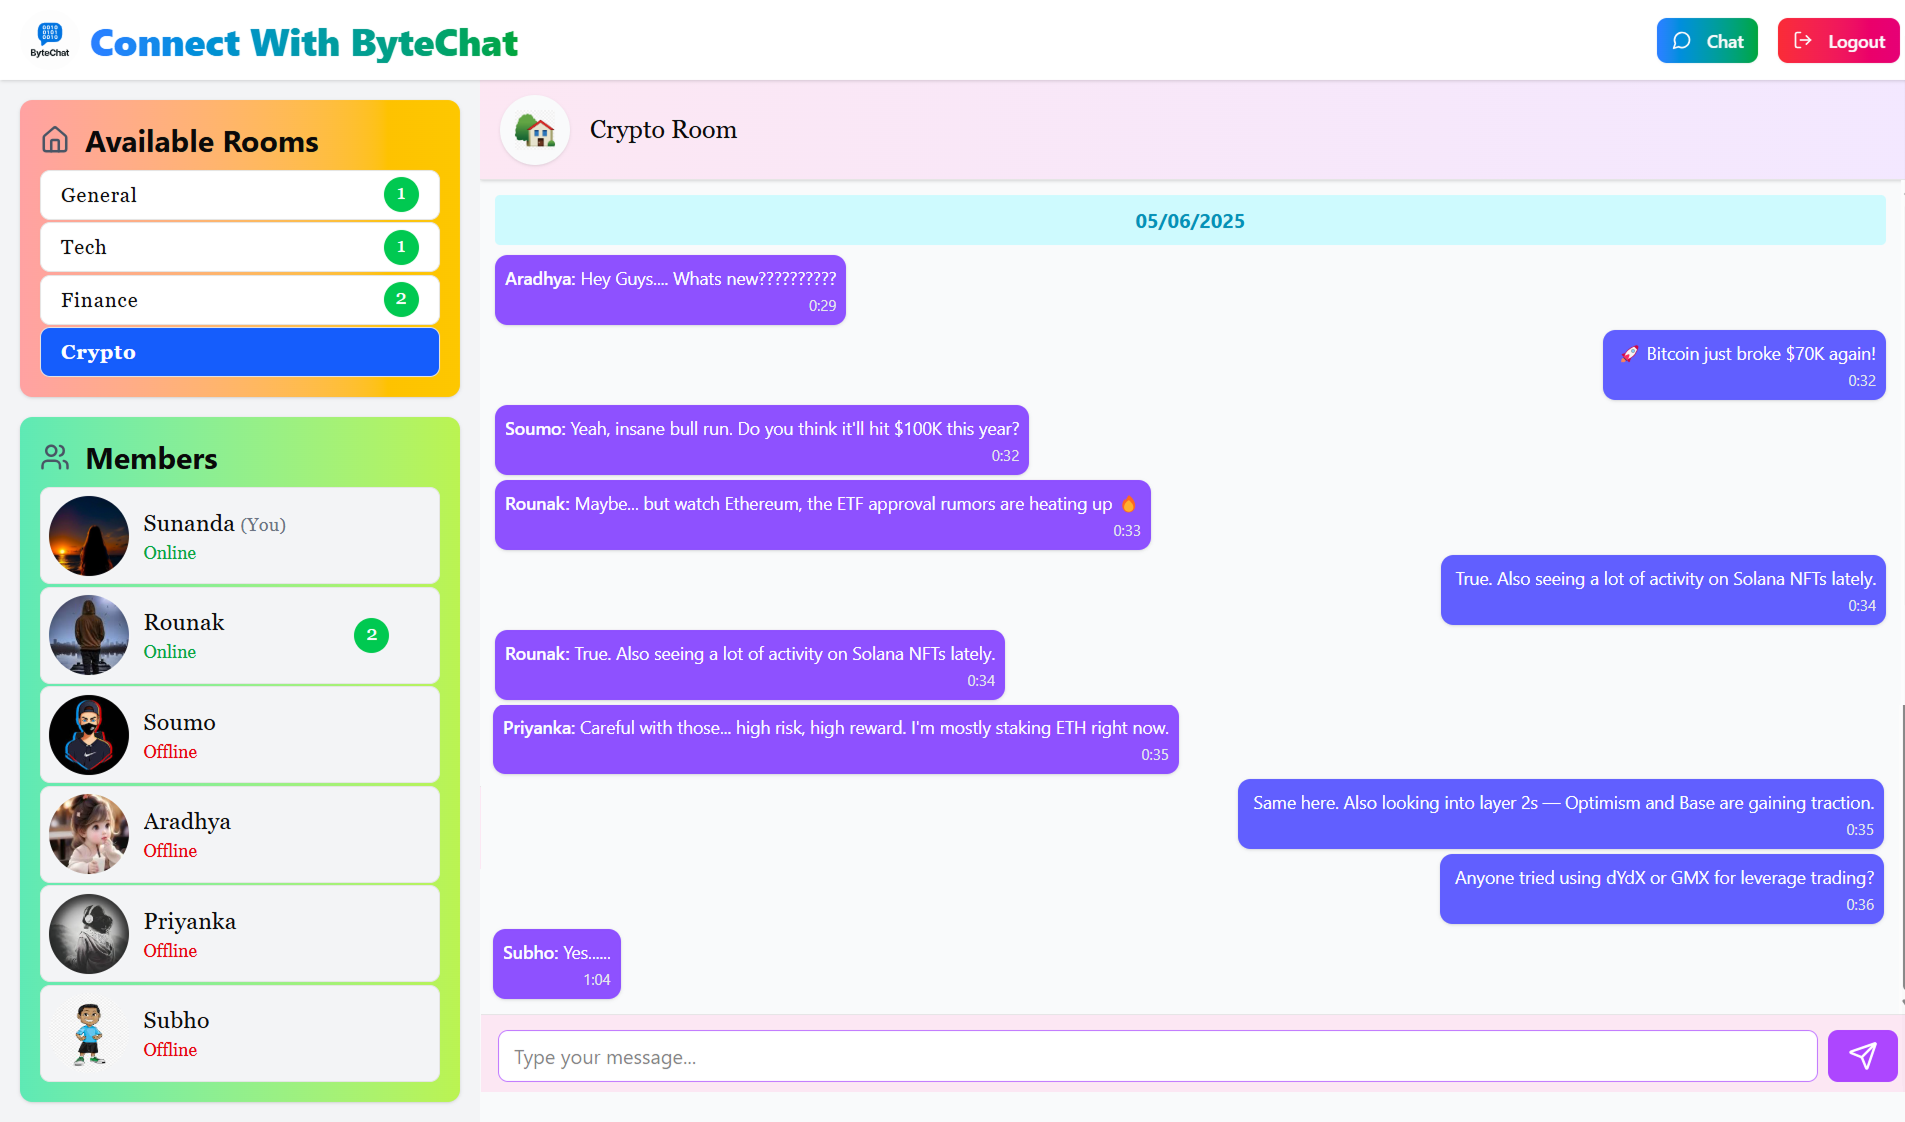 0010
0101
0010
ByteChat
Connect With ByteChat
Chat
Logout
Available Rooms
General 1
Tech 1
Finance 2
Crypto
Members
Sunanda (You)
Online
Rounak
Online
2
Soumo
Offline
Aradhya
Offline
Priyanka
Offline
Subho
Offline
Crypto Room
05/06/2025
Aradhya: Hey Guys.... Whats new??????????
0:29
🚀 Bitcoin just broke $70K again!
0:32
Soumo: Yeah, insane bull run. Do you think it'll hit $100K this year?
0:32
Rounak: Maybe... but watch Ethereum, the ETF approval rumors are heating up 🔥
0:33
True. Also seeing a lot of activity on Solana NFTs lately.
0:34
Rounak: True. Also seeing a lot of activity on Solana NFTs lately.
0:34
Priyanka: Careful with those... high risk, high reward. I'm mostly staking ETH right now.
0:35
Same here. Also looking into layer 2s — Optimism and Base are gaining traction.
0:35
Anyone tried using dYdX or GMX for leverage trading?
0:36
Subho: Yes......
1:04
Type your message...